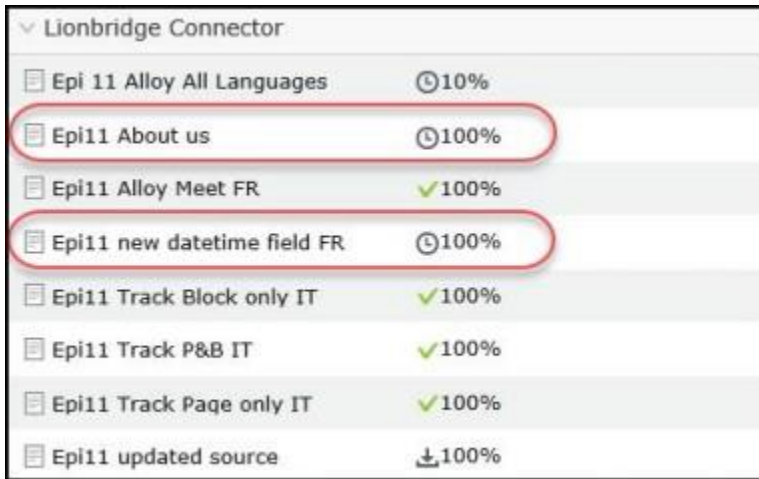 Lionbridge Connector
Epi 11 Alloy All Languages 10%
Epi11 About us 100%
Epi11 Alloy Meet FR 100%
Epi11 new datetime field FR 100%
Epi11 Track Block only IT 100%
Epi11 Track P&B IT 100%
Epi11 Track Page only IT 100%
Epi11 updated source 100%